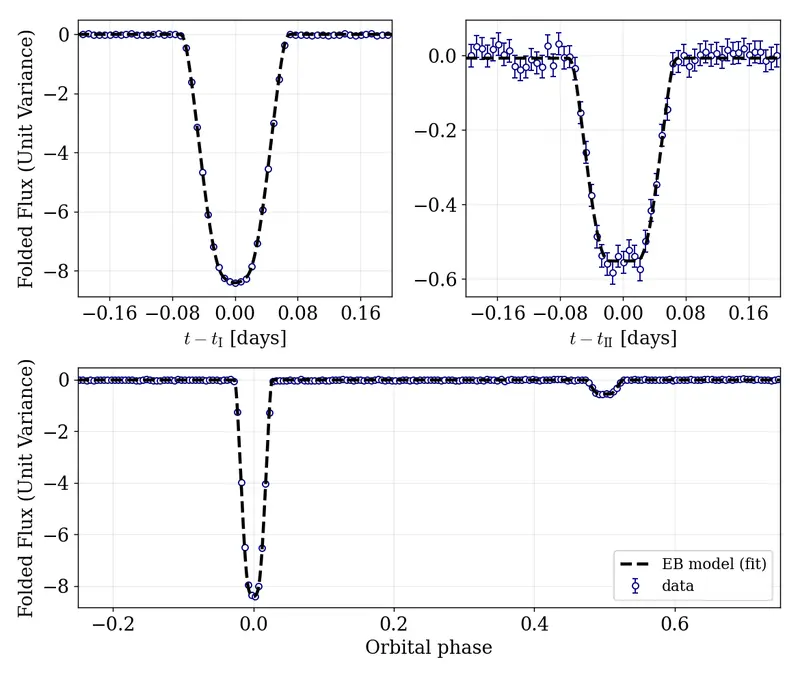 Folded Flux (Unit Variance)
0
−2
−4
−6
−8
−0.16 −0.08 0.00 0.08 0.16
t − t_I [days]
0.0
−0.2
−0.4
−0.6
−0.16 −0.08 0.00 0.08 0.16
t − t_II [days]
Folded Flux (Unit Variance)
0
−2
−4
−6
−8
EB model (fit)
data
−0.2 0.0 0.2 0.4 0.6
Orbital phase